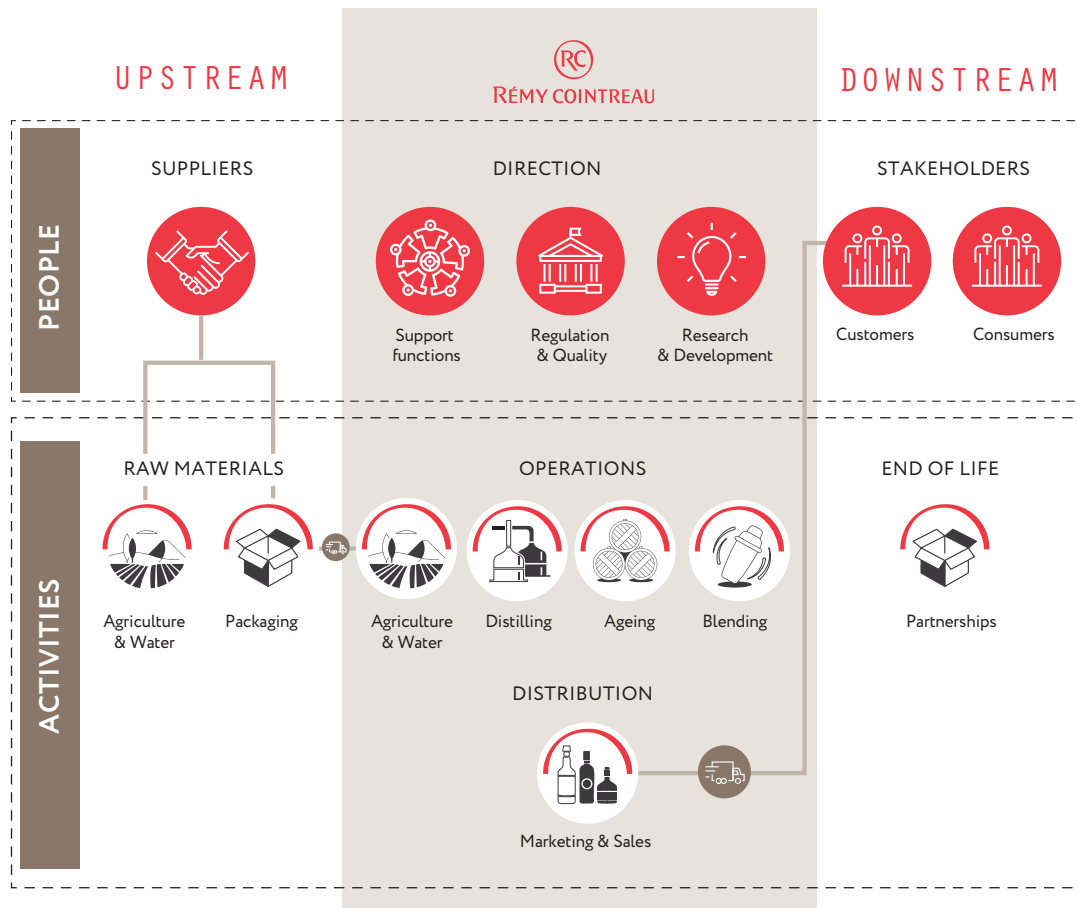 UPSTREAM
RC
RÉMY COINTREAU
DOWNSTREAM
PEOPLE
SUPPLIERS
DIRECTION
Support
functions
Regulation
& Quality
Research
& Development
STAKEHOLDERS
Customers
Consumers
ACTIVITIES
RAW MATERIALS
Agriculture
& Water
Packaging
OPERATIONS
Agriculture
& Water
Distilling
Ageing
Blending
END OF LIFE
Partnerships
DISTRIBUTION
Marketing & Sales